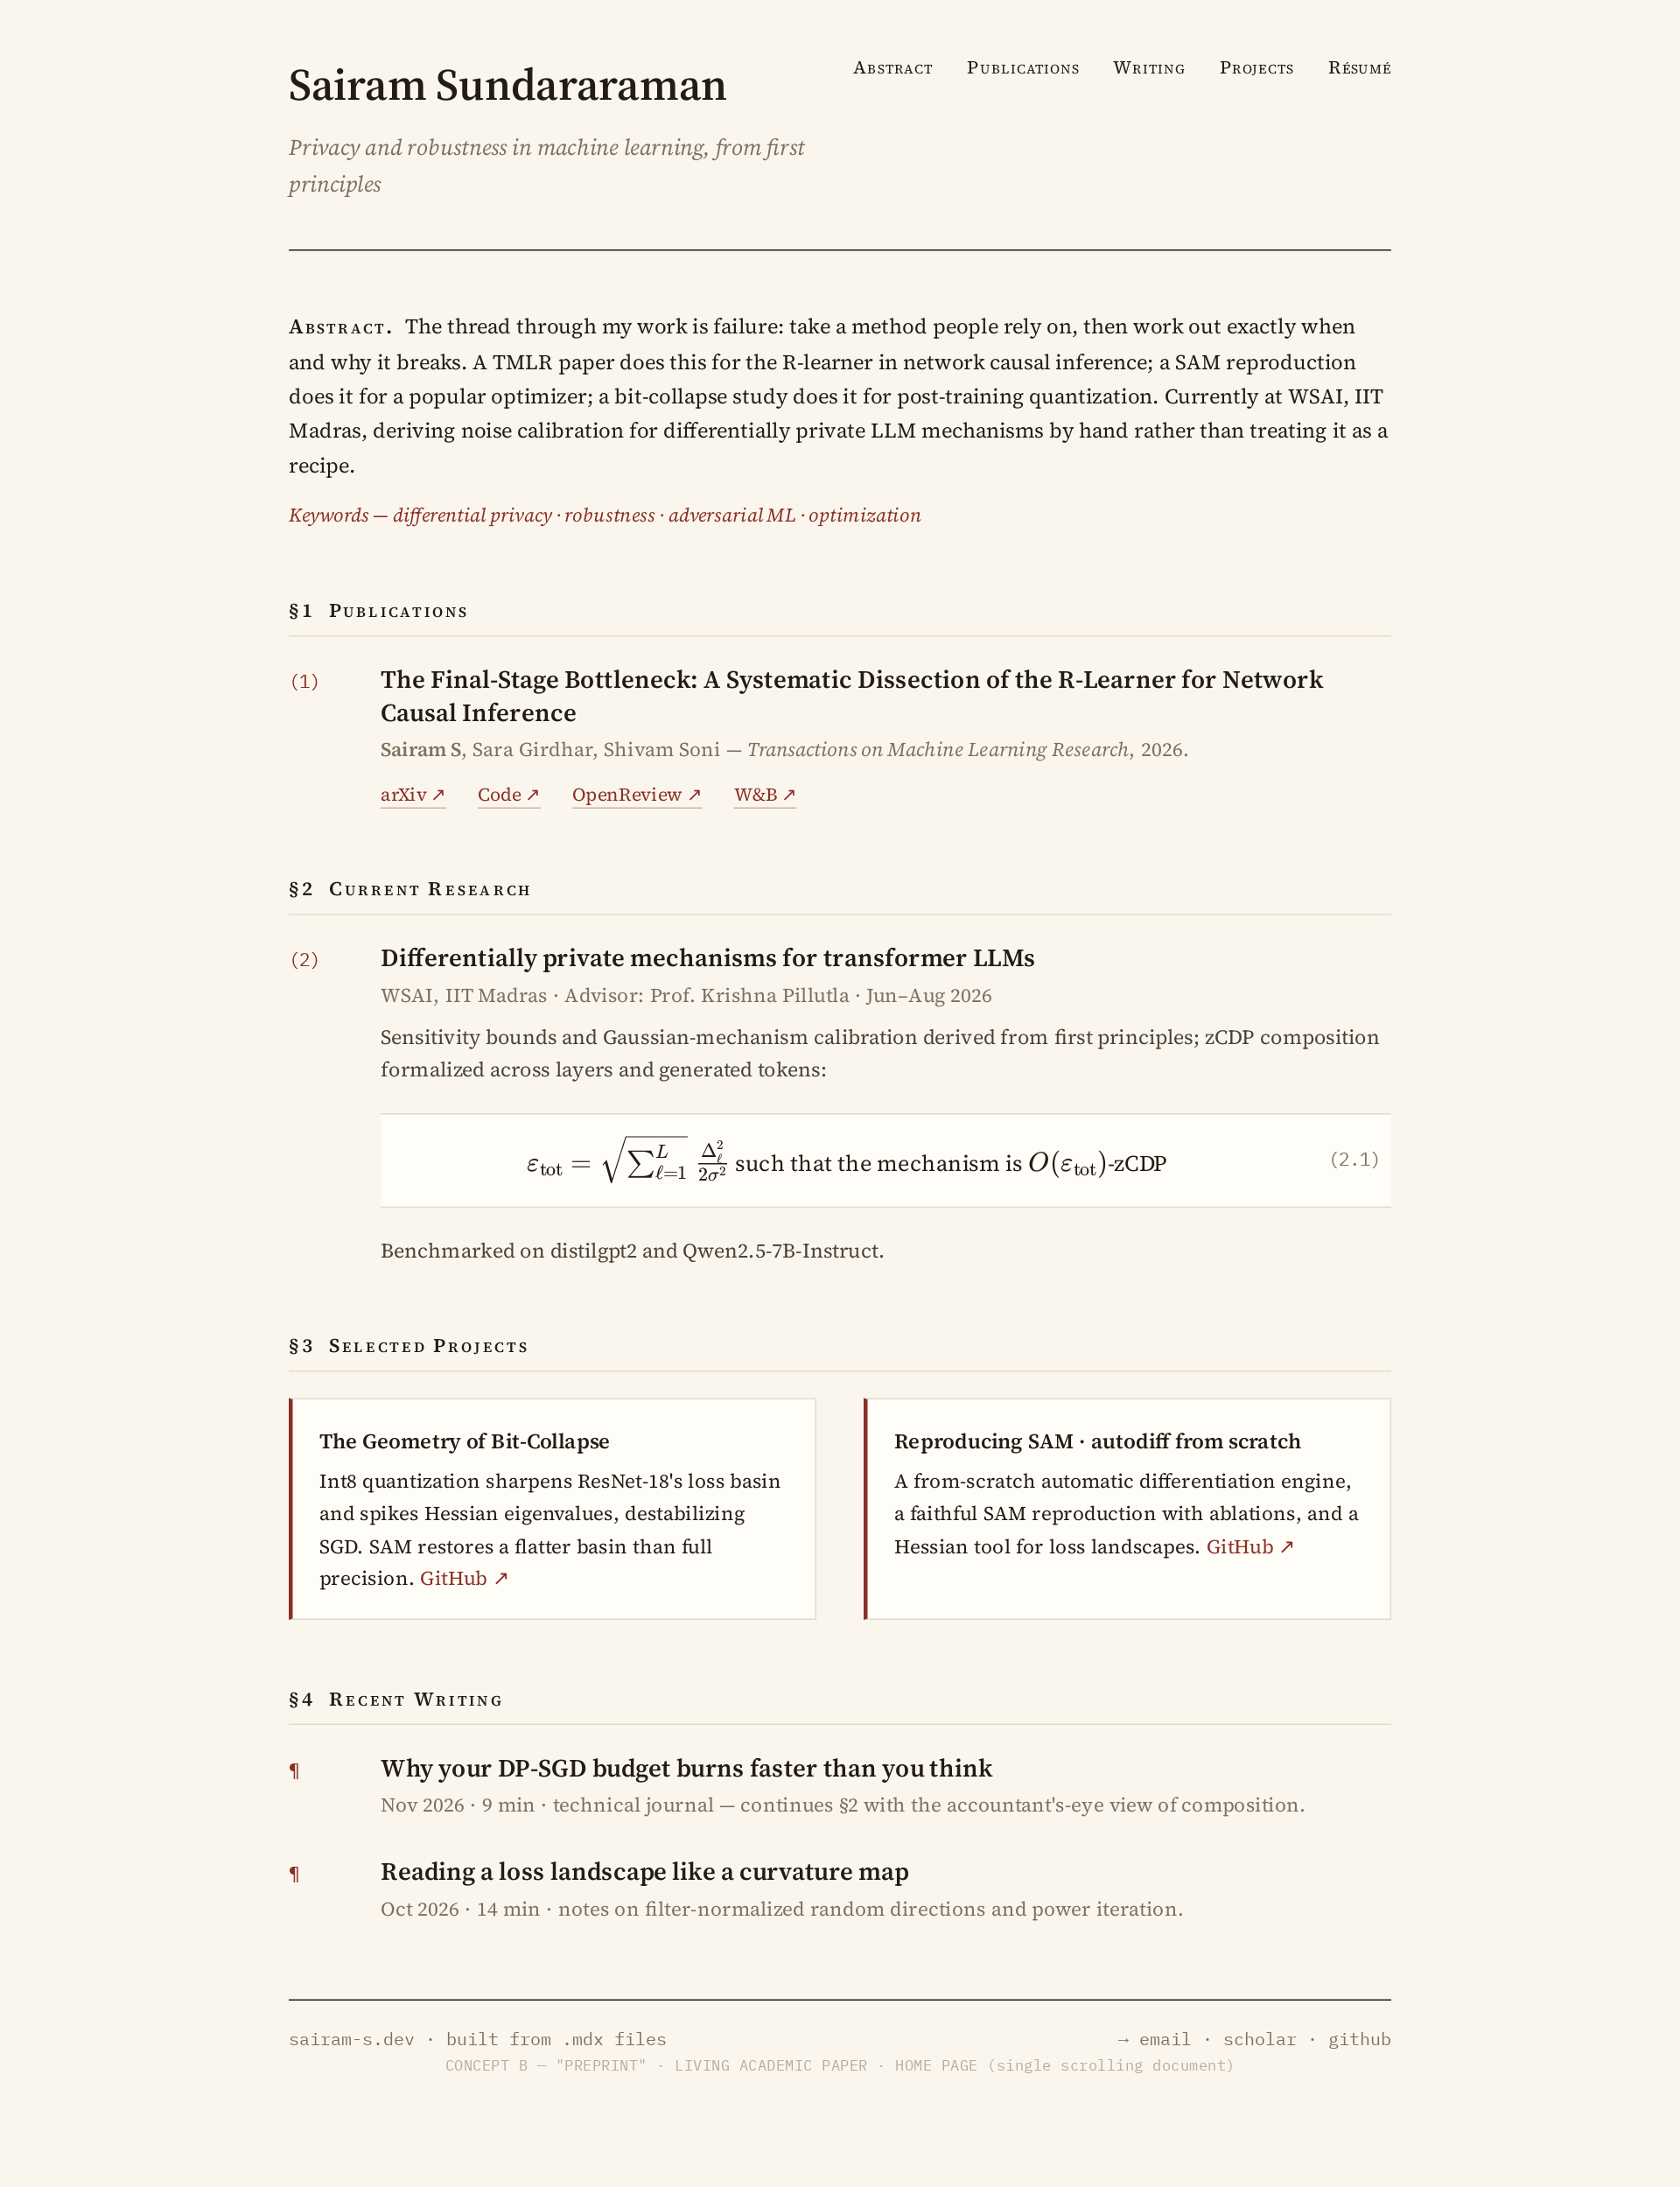 Sairam Sundararaman
Abstract Publications Writing Projects Résumé
Privacy and robustness in machine learning, from first
principles
Abstract. The thread through my work is failure: take a method people rely on, then work out exactly when
and why it breaks. A TMLR paper does this for the R-learner in network causal inference; a SAM reproduction
does it for a popular optimizer; a bit-collapse study does it for post-training quantization. Currently at WSAI, IIT
Madras, deriving noise calibration for differentially private LLM mechanisms by hand rather than treating it as a
recipe.
Keywords — differential privacy · robustness · adversarial ML · optimization
§1 Publications
(1) The Final-Stage Bottleneck: A Systematic Dissection of the R-Learner for Network
Causal Inference
Sairam S, Sara Girdhar, Shivam Soni — Transactions on Machine Learning Research, 2026.
arXiv ↗ Code ↗ OpenReview ↗ W&B ↗
§2 Current Research
(2) Differentially private mechanisms for transformer LLMs
WSAI, IIT Madras · Advisor: Prof. Krishna Pillutla · Jun–Aug 2026
Sensitivity bounds and Gaussian-mechanism calibration derived from first principles; zCDP composition
formalized across layers and generated tokens:
ε_tot = √(∑_{ℓ=1}^{L}) Δ_ℓ^2/2σ^2 such that the mechanism is O(ε_tot)-zCDP (2.1)
Benchmarked on distilgpt2 and Qwen2.5-7B-Instruct.
§3 Selected Projects
The Geometry of Bit-Collapse
Int8 quantization sharpens ResNet-18's loss basin
and spikes Hessian eigenvalues, destabilizing
SGD. SAM restores a flatter basin than full
precision. GitHub ↗
Reproducing SAM · autodiff from scratch
A from-scratch automatic differentiation engine,
a faithful SAM reproduction with ablations, and a
Hessian tool for loss landscapes. GitHub ↗
§4 Recent Writing
¶ Why your DP-SGD budget burns faster than you think
Nov 2026 · 9 min · technical journal — continues §2 with the accountant's-eye view of composition.
¶ Reading a loss landscape like a curvature map
Oct 2026 · 14 min · notes on filter-normalized random directions and power iteration.
sairam-s.dev · built from .mdx files → email · scholar · github
CONCEPT B — "PREPRINT" · LIVING ACADEMIC PAPER · HOME PAGE (single scrolling document)